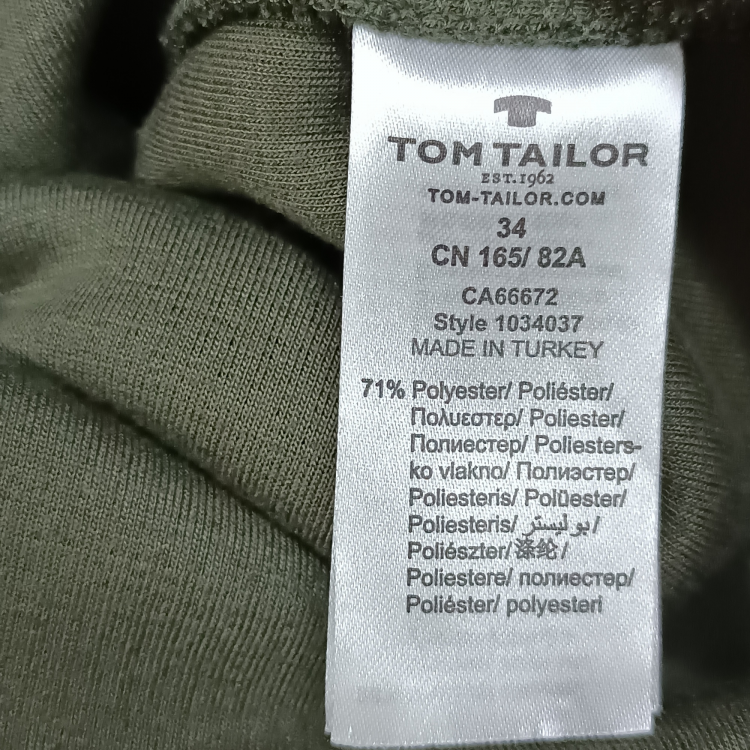 TOM TAILOR
EST.1962
TOM-TAILOR.COM
34
CN 165/ 82A
CA66672
Style 1034037
MADE IN TURKEY
71% Polyester/ Poliéster/
Πολυεστερ/ Poliester/
Полиестер/ Poliesters-
ko vlakno/ Полиэстер/
Poliesteris/ Polüester/
Poliesteris/ بوليستر/
Poliészter/涤纶/
Poliestere/ полиестер/
Poliéster/ polyesteri